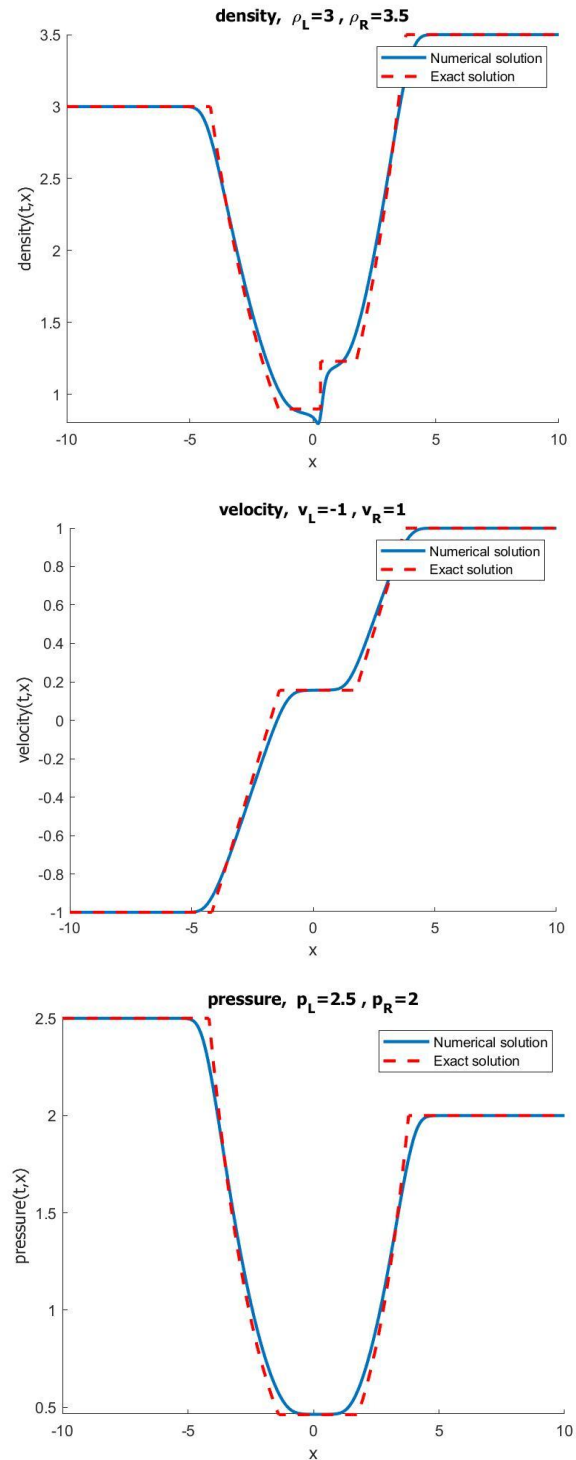 density, ρL=3 , ρR=3.5
3.5
3
2.5
2
1.5
1
density(t,x)
Numerical solution
Exact solution
-10 -5 0 5 10
x
velocity, vL=-1 , vR=1
1
0.8
0.6
0.4
0.2
0
-0.2
-0.4
-0.6
-0.8
-1
velocity(t,x)
Numerical solution
Exact solution
-10 -5 0 5 10
x
pressure, pL=2.5 , pR=2
2.5
2
1.5
1
0.5
pressure(t,x)
Numerical solution
Exact solution
-10 -5 0 5 10
x